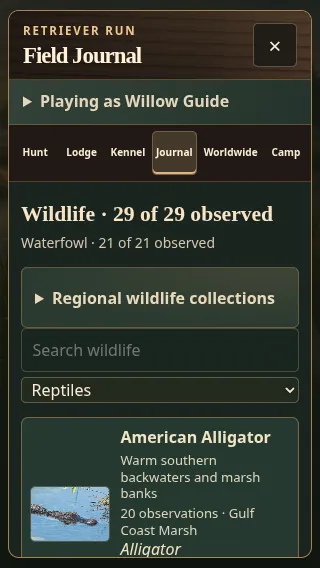 RETRIEVER RUN
Field Journal
✕
▶ Playing as Willow Guide
Hunt Lodge Kennel Journal Worldwide Camp
Wildlife · 29 of 29 observed
Waterfowl · 21 of 21 observed
▶ Regional wildlife collections
Search wildlife
Reptiles
American Alligator
Warm southern
backwaters and marsh
banks
20 observations · Gulf
Coast Marsh
Alligator